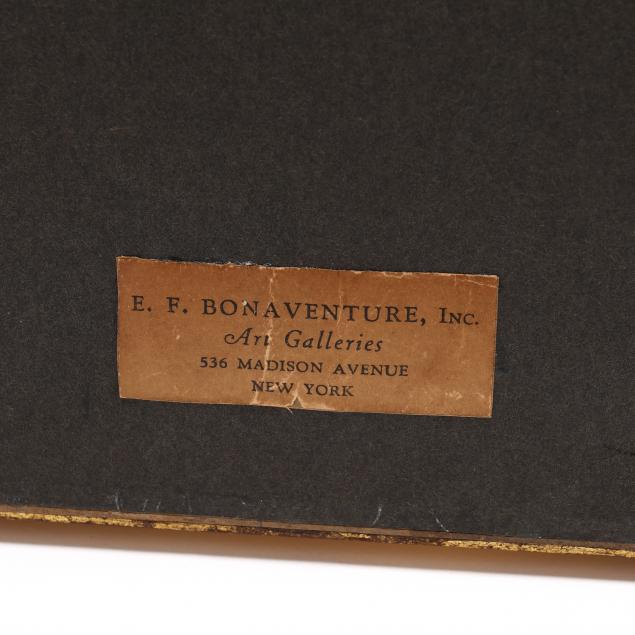 E. F. BONAVENTURE, INC.
Art Galleries
536 MADISON AVENUE
NEW YORK